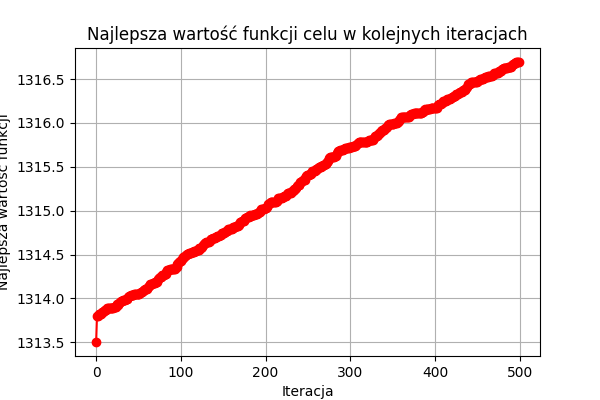 Najlepsza wartość funkcji celu w kolejnych iteracjach
Najlepsza wartość funkcji
1316.5
1316.0
1315.5
1315.0
1314.5
1314.0
1313.5
0 100 200 300 400 500
Iteracja